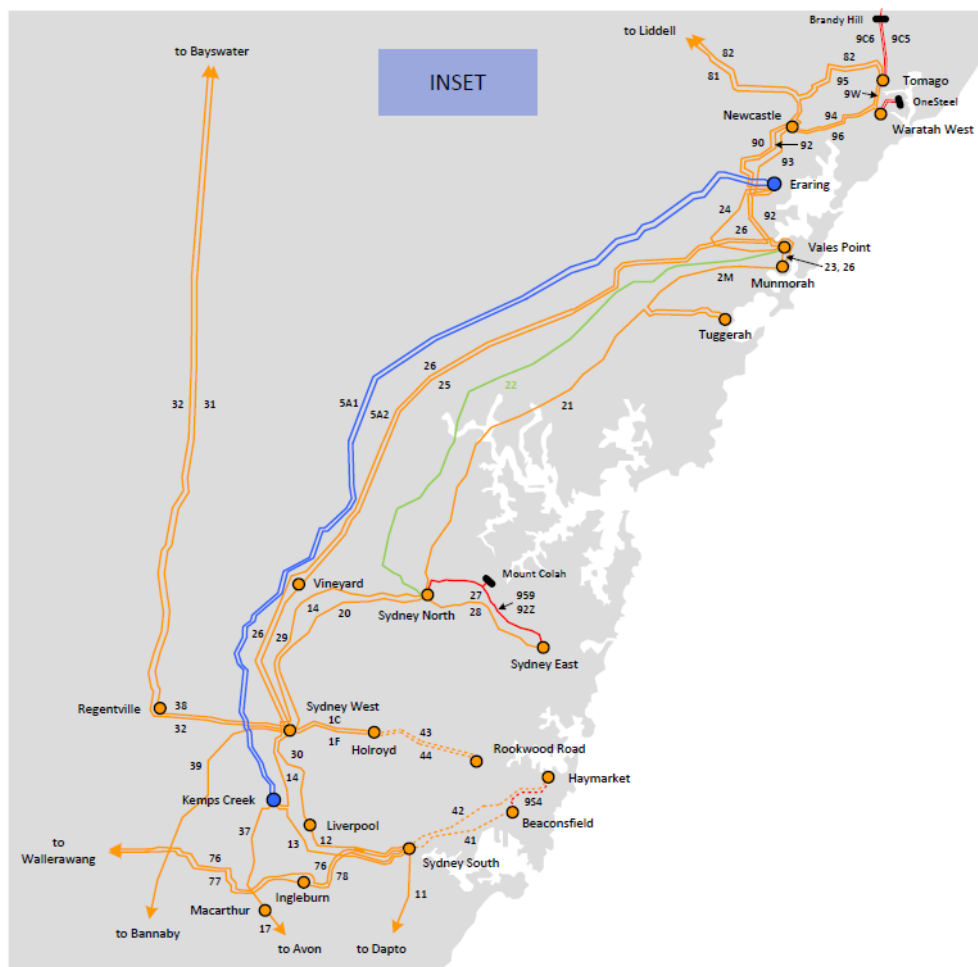 Brandy Hill
9C6
9C5
to Liddell
82
82
to Bayswater
INSET
81
95
Tomago
9W
OneSteel
Newcastle
94
Waratah West
96
90
92
93
Eraring
24
92
26
Vales Point
23, 26
2M
Munmorah
Tuggerah
26
25
22
32
31
5A1
5A2
21
Mount Colah
Vineyard
14
20
Sydney North
27
959
92Z
28
26
29
Sydney East
Regentville
38
Sydney West
32
1C
43
1F
Holroyd
Rookwood Road
39
30
44
Haymarket
14
Kemps Creek
42
9S4
Liverpool
Beaconsfield
37
13
12
41
to
Wallerawang
76
76
Sydney South
77
78
Ingleburn
11
Macarthur
17
to Bannaby
to Avon
to Dapto